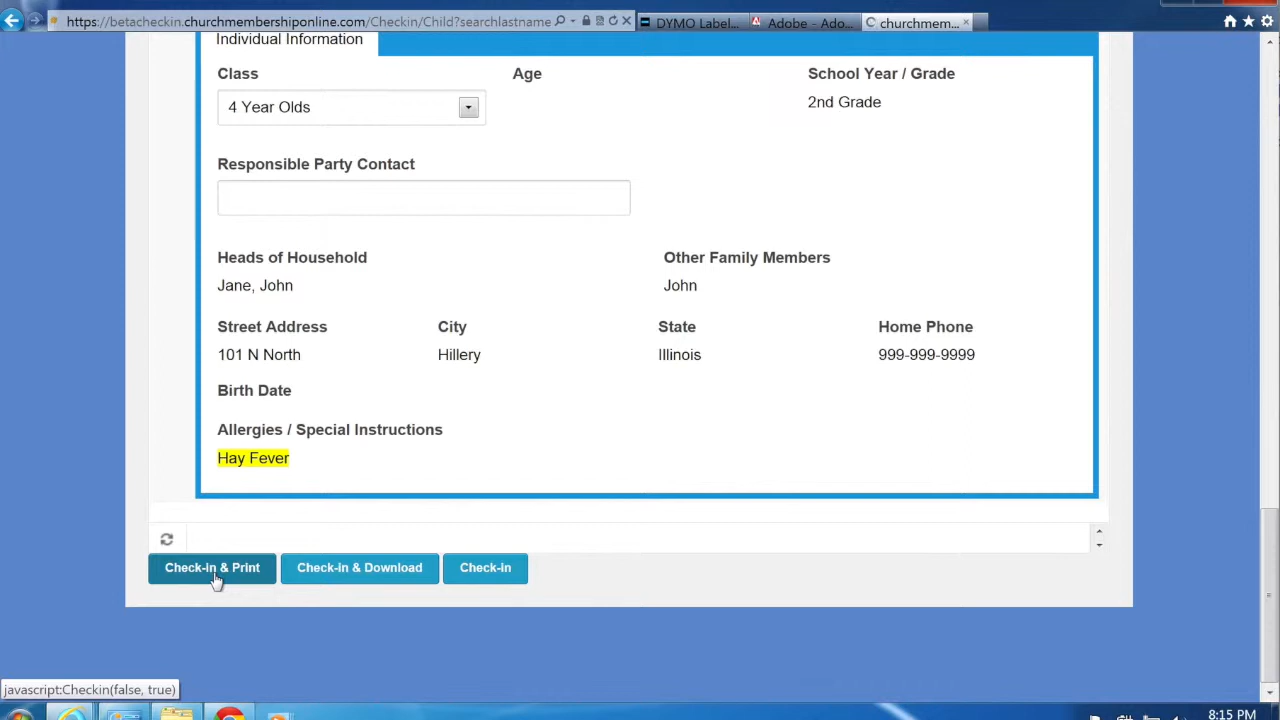 https://betacheckin.churchmembershiponline.com/Checkin/Child?searchlastname
DYMO Label...
Adobe - Ado...
churchmem...
Individual Information
Class
Age
School Year / Grade
4 Year Olds
2nd Grade
Responsible Party Contact
Heads of Household
Other Family Members
Jane, John
John
Street Address
City
State
Home Phone
101 N North
Hillery
Illinois
999-999-9999
Birth Date
Allergies / Special Instructions
Hay Fever
Check-in & Print
Check-in & Download
Check-in
javascript:Checkin(false, true)
8:15 PM